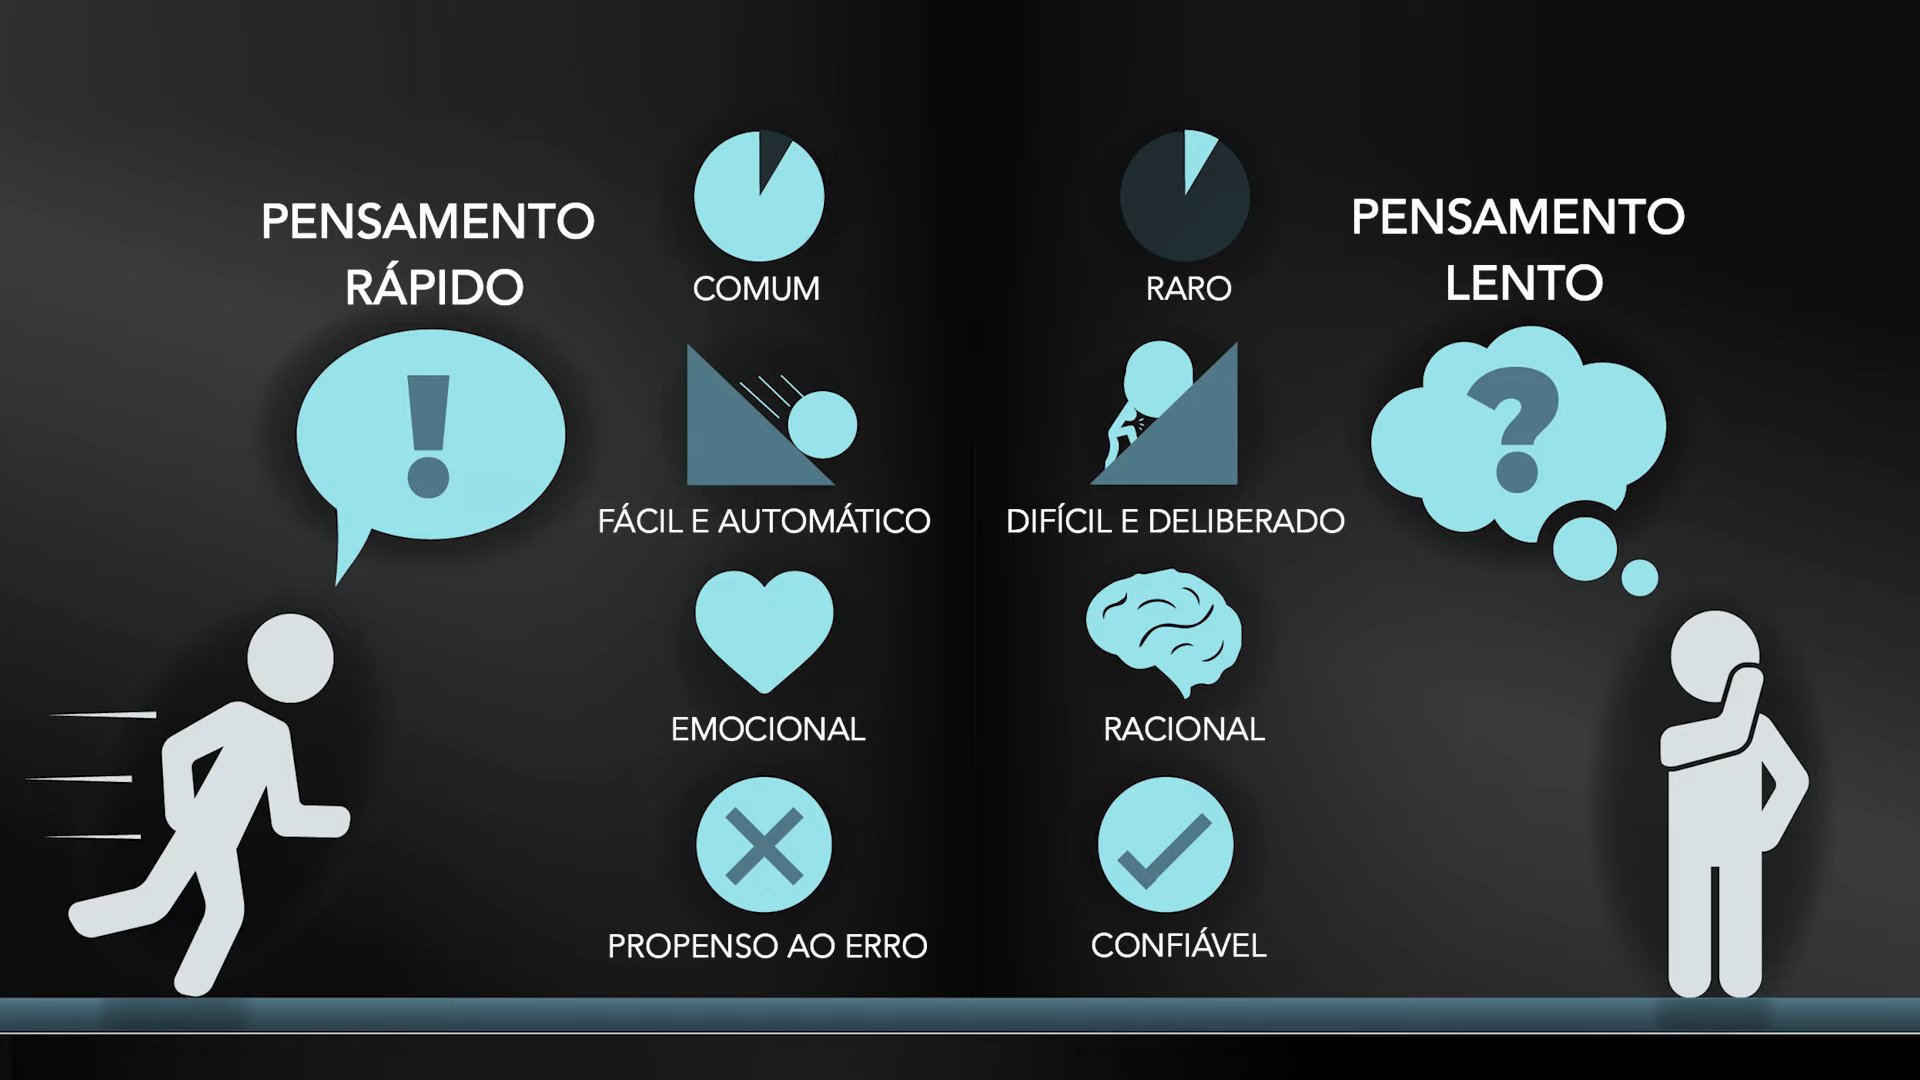 PENSAMENTO
RÁPIDO
!
COMUM
FÁCIL E AUTOMÁTICO
EMOCIONAL
PROPENSO AO ERRO
PENSAMENTO
LENTO
?
RARO
DIFÍCIL E DELIBERADO
RACIONAL
CONFIÁVEL